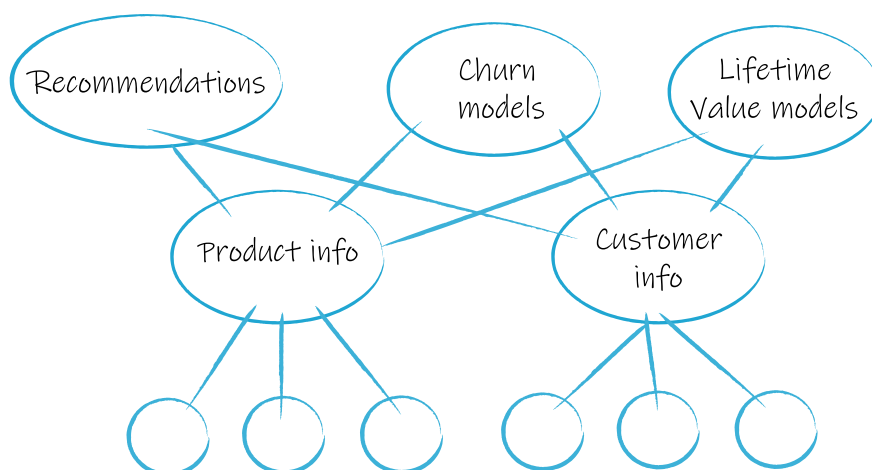 Recommendations
Churn
models
Lifetime
Value models
Product info
Customer
info